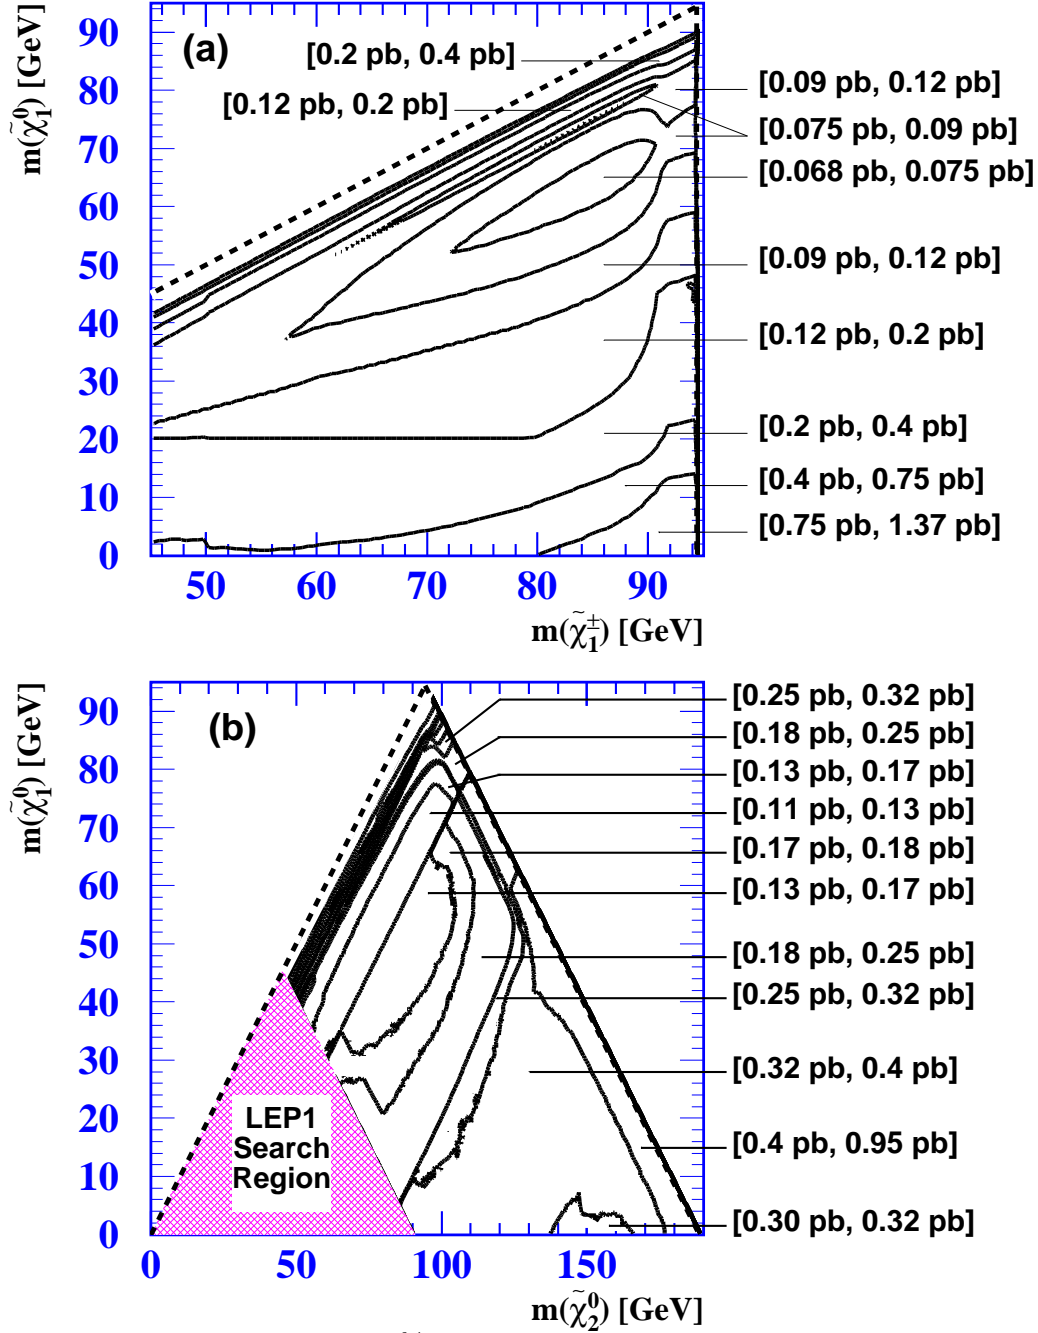 (a)
[0.2 pb, 0.4 pb]
[0.12 pb, 0.2 pb]
[0.09 pb, 0.12 pb]
[0.075 pb, 0.09 pb]
[0.068 pb, 0.075 pb]
[0.09 pb, 0.12 pb]
[0.12 pb, 0.2 pb]
[0.2 pb, 0.4 pb]
[0.4 pb, 0.75 pb]
[0.75 pb, 1.37 pb]
m(χ̃₁⁰) [GeV]
90
80
70
60
50
40
30
20
10
0
50 60 70 80 90
m(χ̃₁±) [GeV]
(b)
[0.25 pb, 0.32 pb]
[0.18 pb, 0.25 pb]
[0.13 pb, 0.17 pb]
[0.11 pb, 0.13 pb]
[0.17 pb, 0.18 pb]
[0.13 pb, 0.17 pb]
[0.18 pb, 0.25 pb]
[0.25 pb, 0.32 pb]
[0.32 pb, 0.4 pb]
[0.4 pb, 0.95 pb]
[0.30 pb, 0.32 pb]
LEP1
Search
Region
m(χ̃₁⁰) [GeV]
90
80
70
60
50
40
30
20
10
0
0 50 100 150
m(χ̃₂⁰) [GeV]